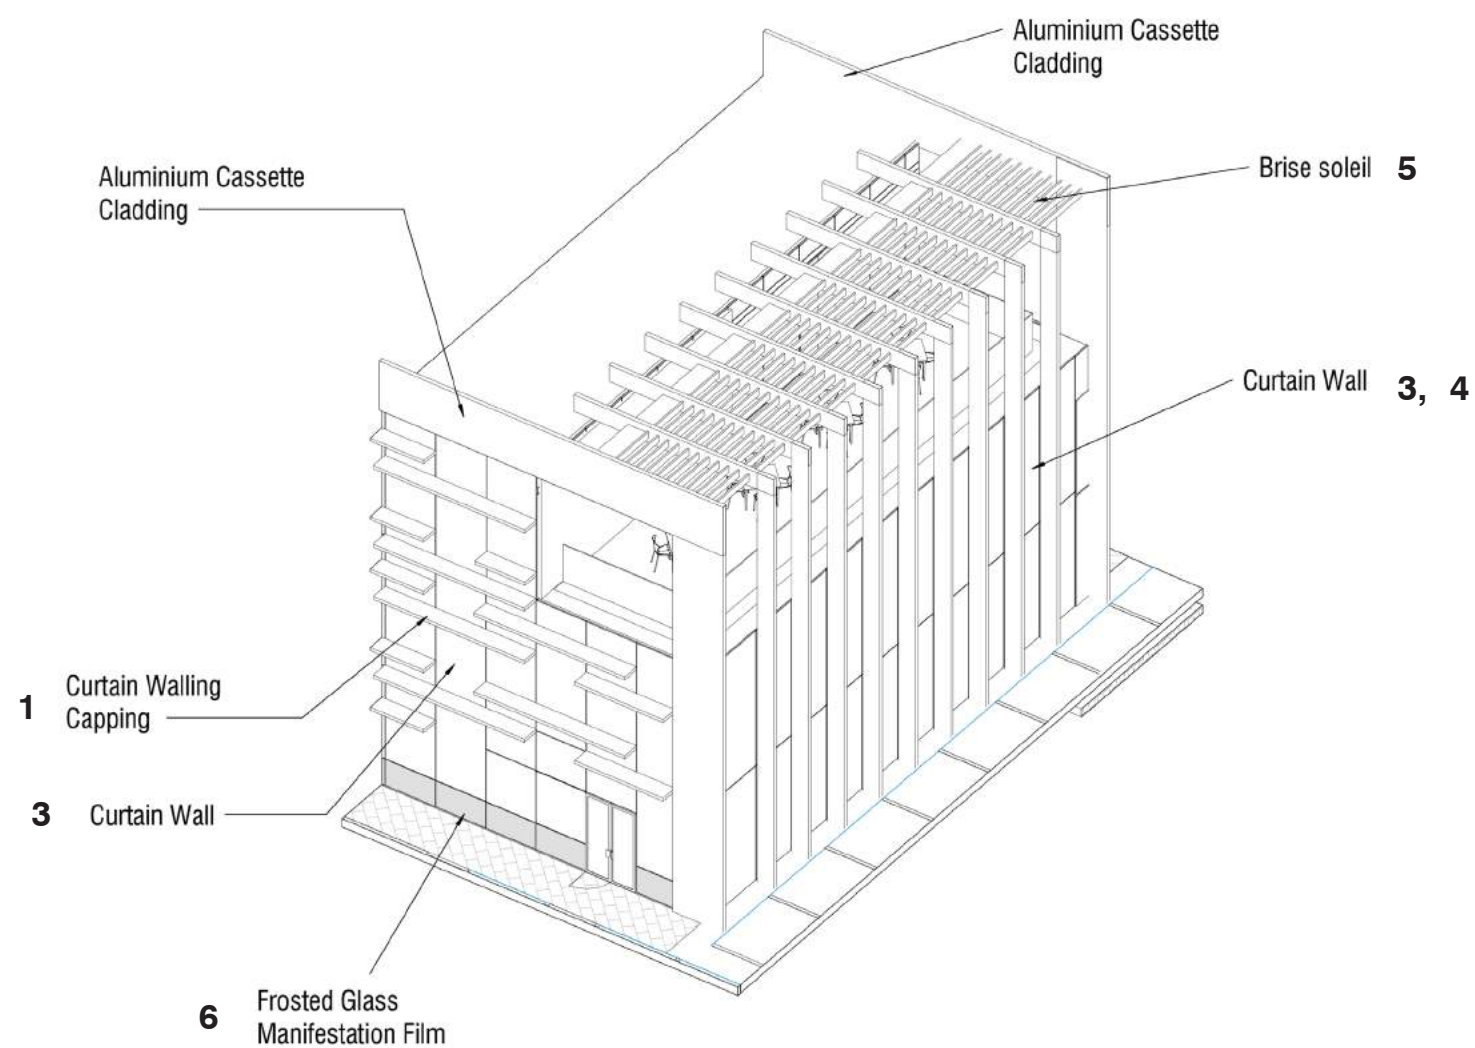 Aluminium Cassette
Cladding
Aluminium Cassette
Cladding
Brise soleil 5
Curtain Wall 3, 4
1 Curtain Walling
Capping
3 Curtain Wall
6 Frosted Glass
Manifestation Film